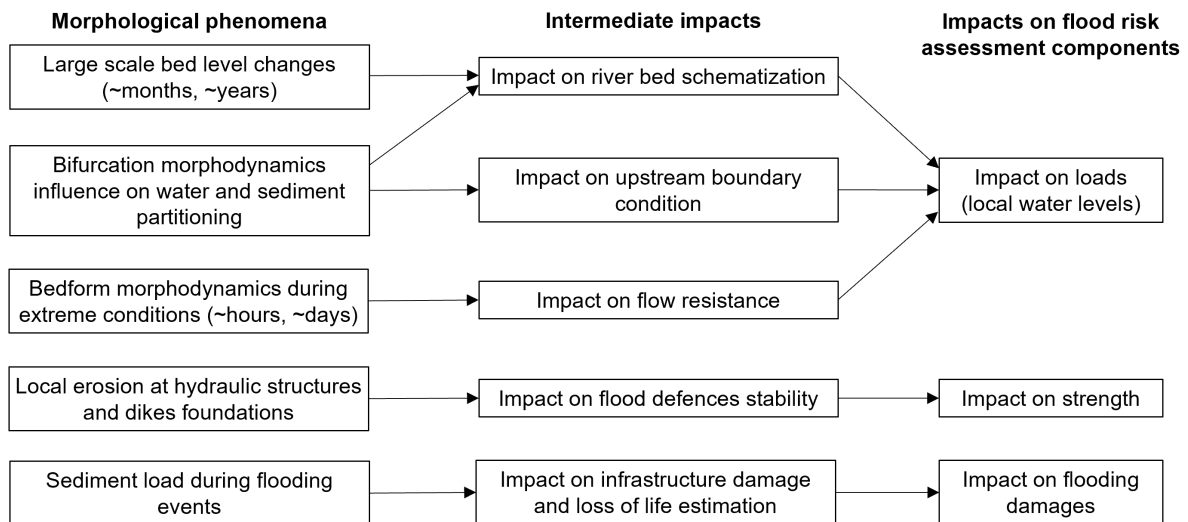 Morphological phenomena
Intermediate impacts
Impacts on flood risk
assessment components
Large scale bed level changes
(~months, ~years)
Impact on river bed schematization
Bifurcation morphodynamics
influence on water and sediment
partitioning
Impact on upstream boundary
condition
Impact on loads
(local water levels)
Bedform morphodynamics during
extreme conditions (~hours, ~days)
Impact on flow resistance
Local erosion at hydraulic structures
and dikes foundations
Impact on flood defences stability
Impact on strength
Sediment load during flooding
events
Impact on infrastructure damage
and loss of life estimation
Impact on flooding
damages